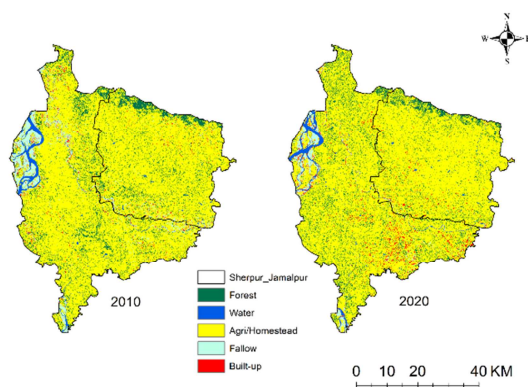 N
W E
S
2010
2020
Sherpur_Jamalpur
Forest
Water
Agri/Homestead
Fallow
Built-up
0 10 20 40 KM